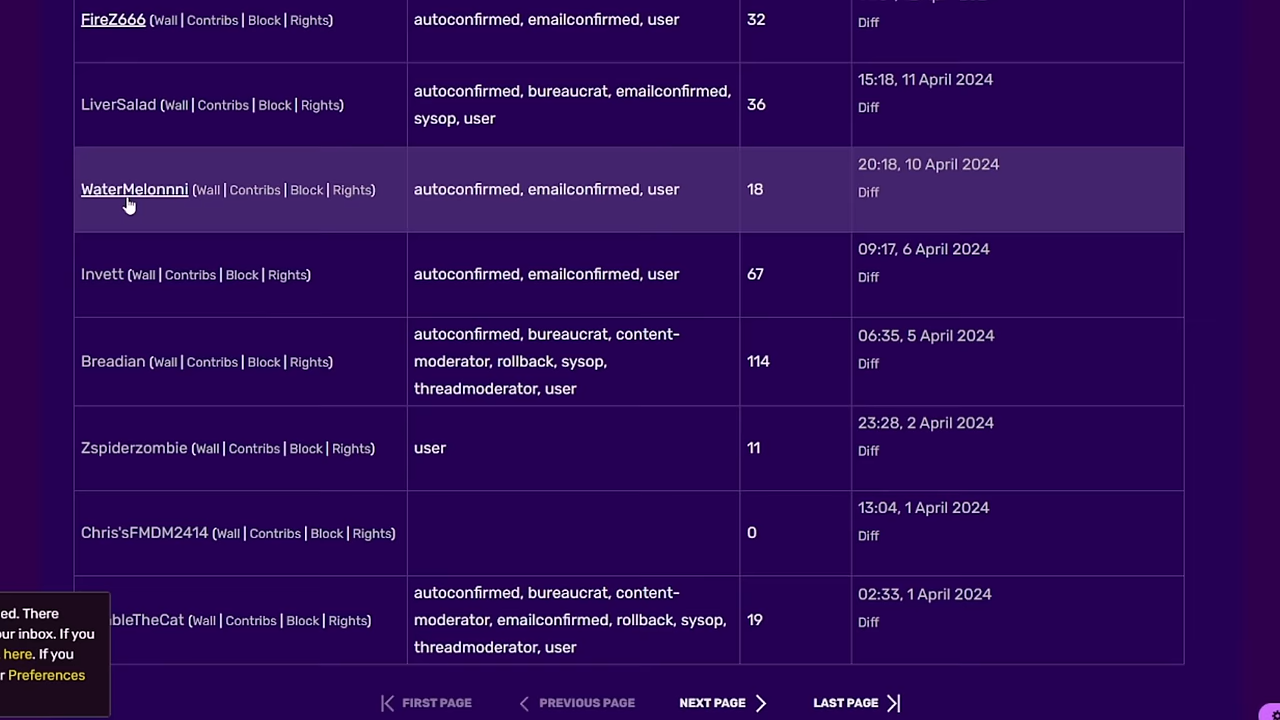 FireZ666 (Wall | Contribs | Block | Rights) autoconfirmed, emailconfirmed, user 32
Diff
LiverSalad (Wall | Contribs | Block | Rights) autoconfirmed, bureaucrat, emailconfirmed, sysop, user 36 15:18, 11 April 2024
Diff
WaterMelonnni (Wall | Contribs | Block | Rights) autoconfirmed, emailconfirmed, user 18 20:18, 10 April 2024
Diff
Invett (Wall | Contribs | Block | Rights) autoconfirmed, emailconfirmed, user 67 09:17, 6 April 2024
Diff
Breadian (Wall | Contribs | Block | Rights) autoconfirmed, bureaucrat, content-moderator, rollback, sysop, threadmoderator, user 114 06:35, 5 April 2024
Diff
Zspiderzombie (Wall | Contribs | Block | Rights) user 11 23:28, 2 April 2024
Diff
Chris'sFMDM2414 (Wall | Contribs | Block | Rights) 0 13:04, 1 April 2024
Diff
bleTheCat (Wall | Contribs | Block | Rights) autoconfirmed, bureaucrat, content-moderator, emailconfirmed, rollback, sysop, threadmoderator, user 19 02:33, 1 April 2024
Diff
ed. There
our inbox. If you
here. If you
r Preferences
FIRST PAGE PREVIOUS PAGE NEXT PAGE LAST PAGE